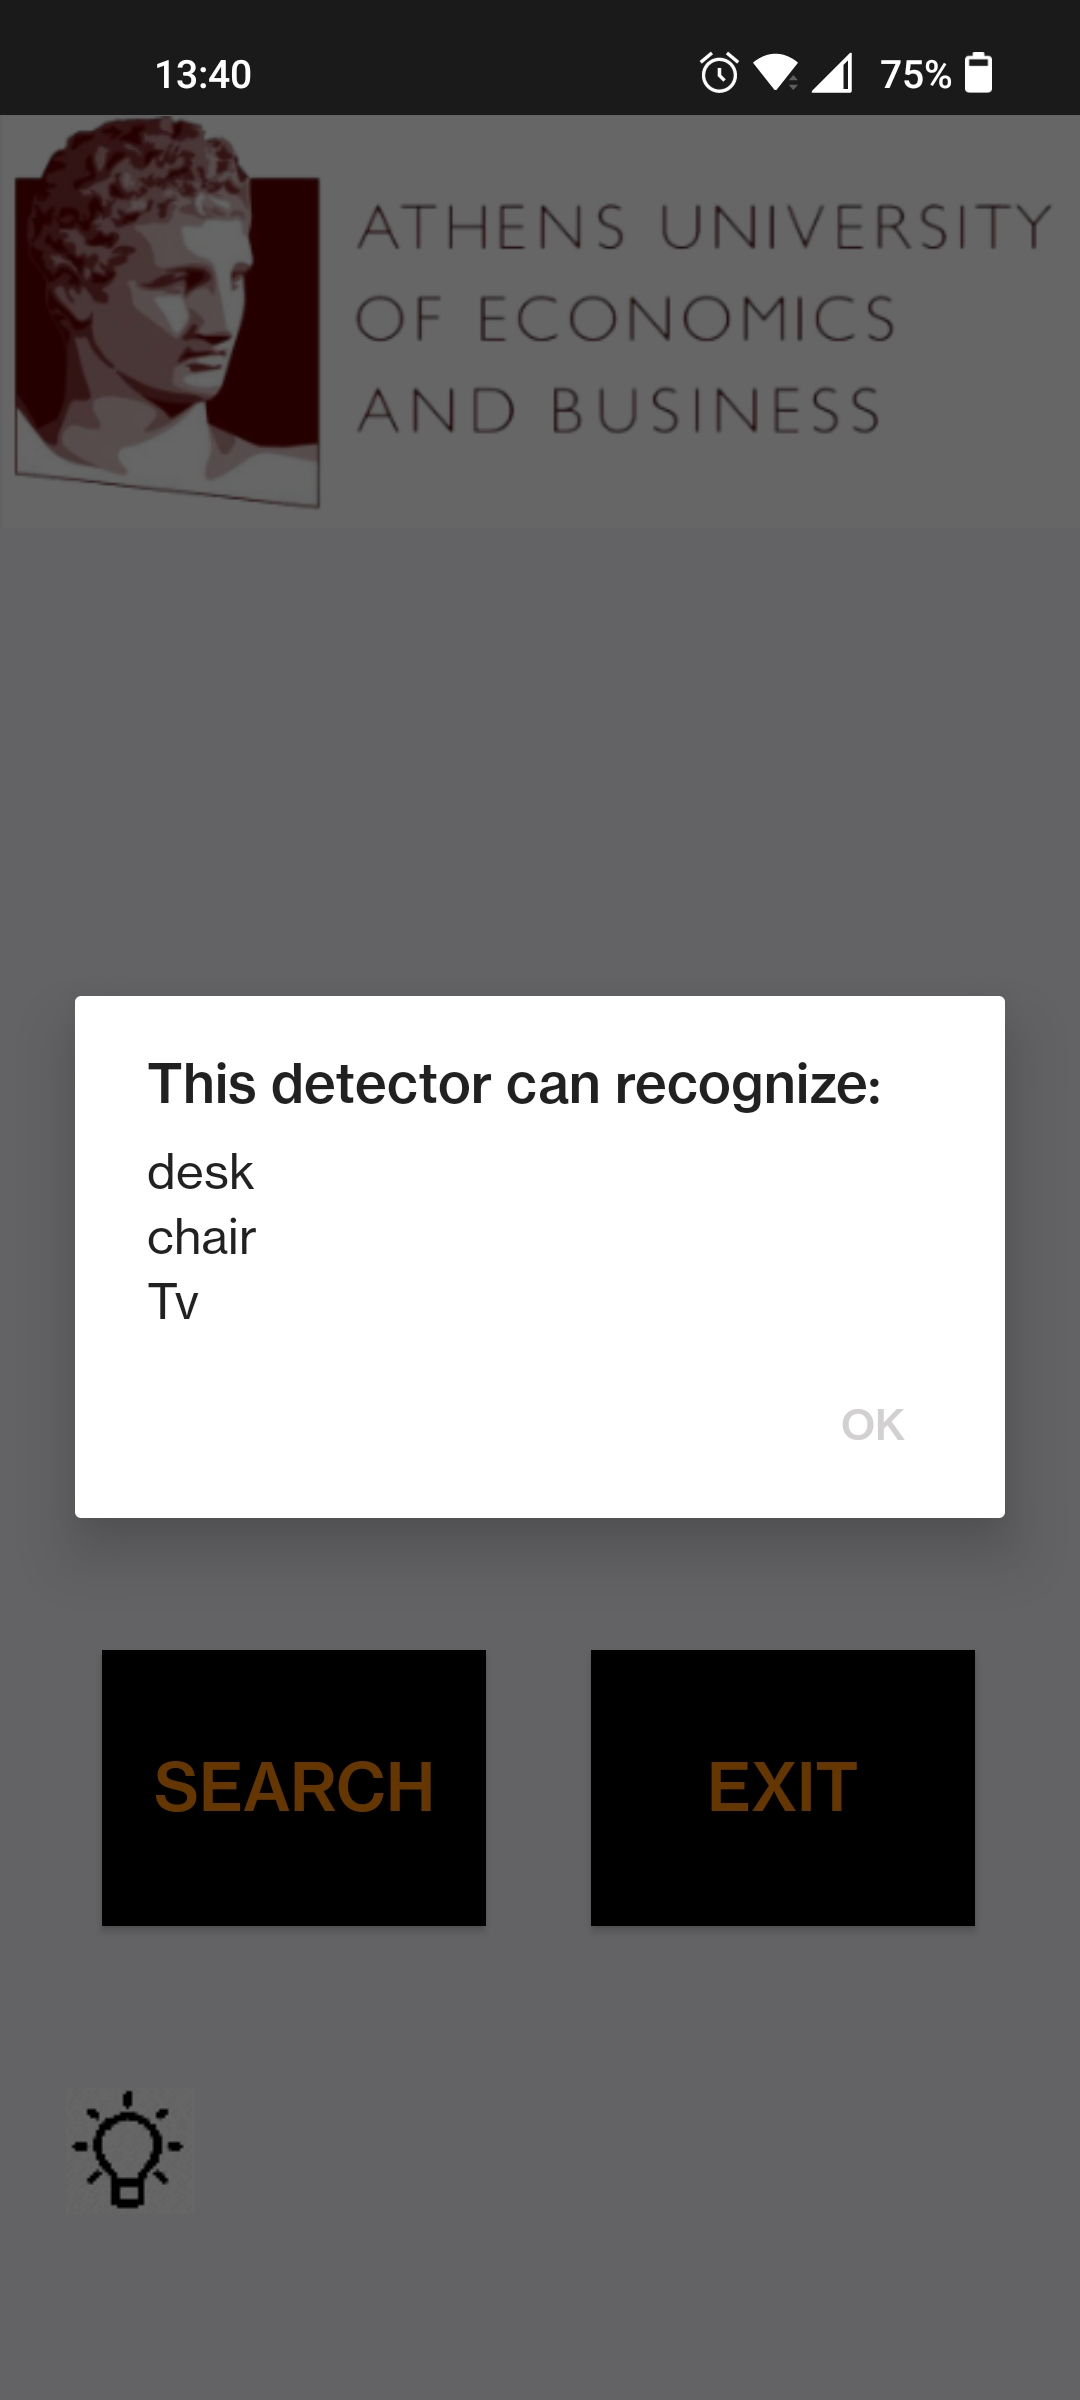 13:40 75%
ATHENS UNIVERSITY
OF ECONOMICS
AND BUSINESS
This detector can recognize:
desk
chair
Tv
OK
SEARCH EXIT